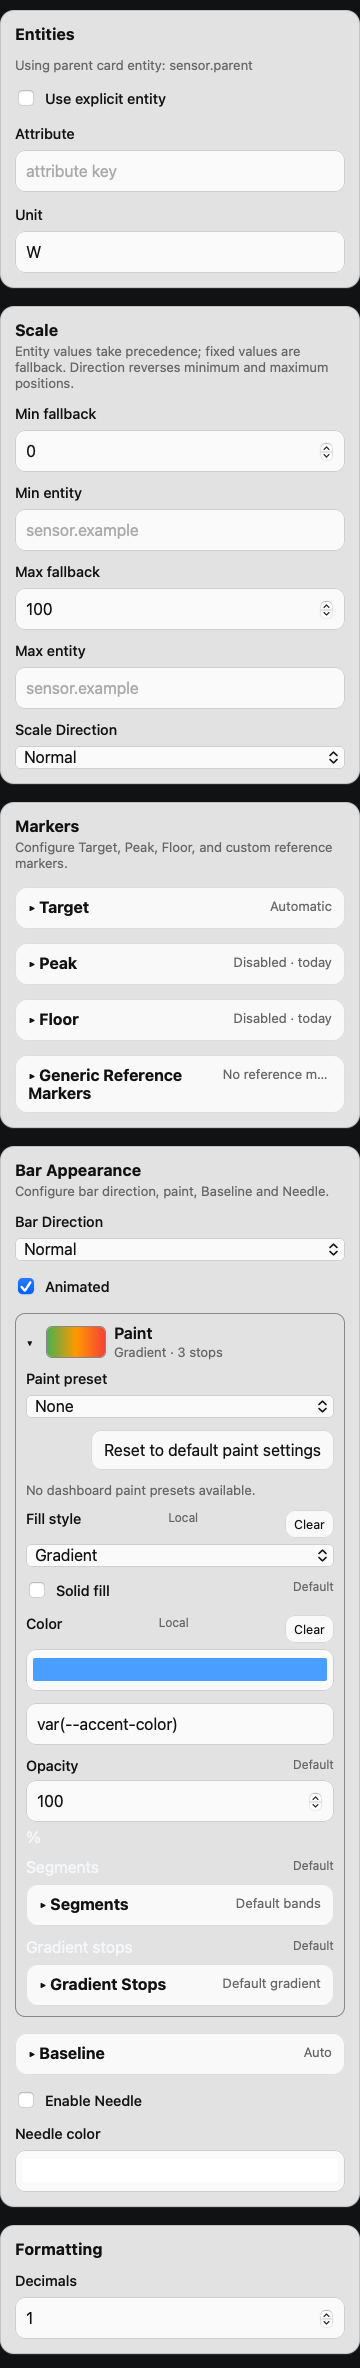 Entities
Using parent card entity: sensor.parent
Use explicit entity
Attribute
attribute key
Unit
W
Scale
Entity values take precedence; fixed values are
fallback. Direction reverses minimum and maximum
positions.
Min fallback
0
Min entity
sensor.example
Max fallback
100
Max entity
sensor.example
Scale Direction
Normal
Markers
Configure Target, Peak, Floor, and custom reference
markers.
Target Automatic
Peak Disabled · today
Floor Disabled · today
Generic Reference No reference m...
Markers
Bar Appearance
Configure bar direction, paint, Baseline and Needle.
Bar Direction
Normal
Animated
Paint
Gradient · 3 stops
Paint preset
None
Reset to default paint settings
No dashboard paint presets available.
Fill style Local Clear
Gradient
Solid fill Default
Color Local Clear
var(--accent-color)
Opacity Default
100
%
Segments Default
Segments Default bands
Gradient stops Default
Gradient Stops Default gradient
Baseline Auto
Enable Needle
Needle color
Formatting
Decimals
1